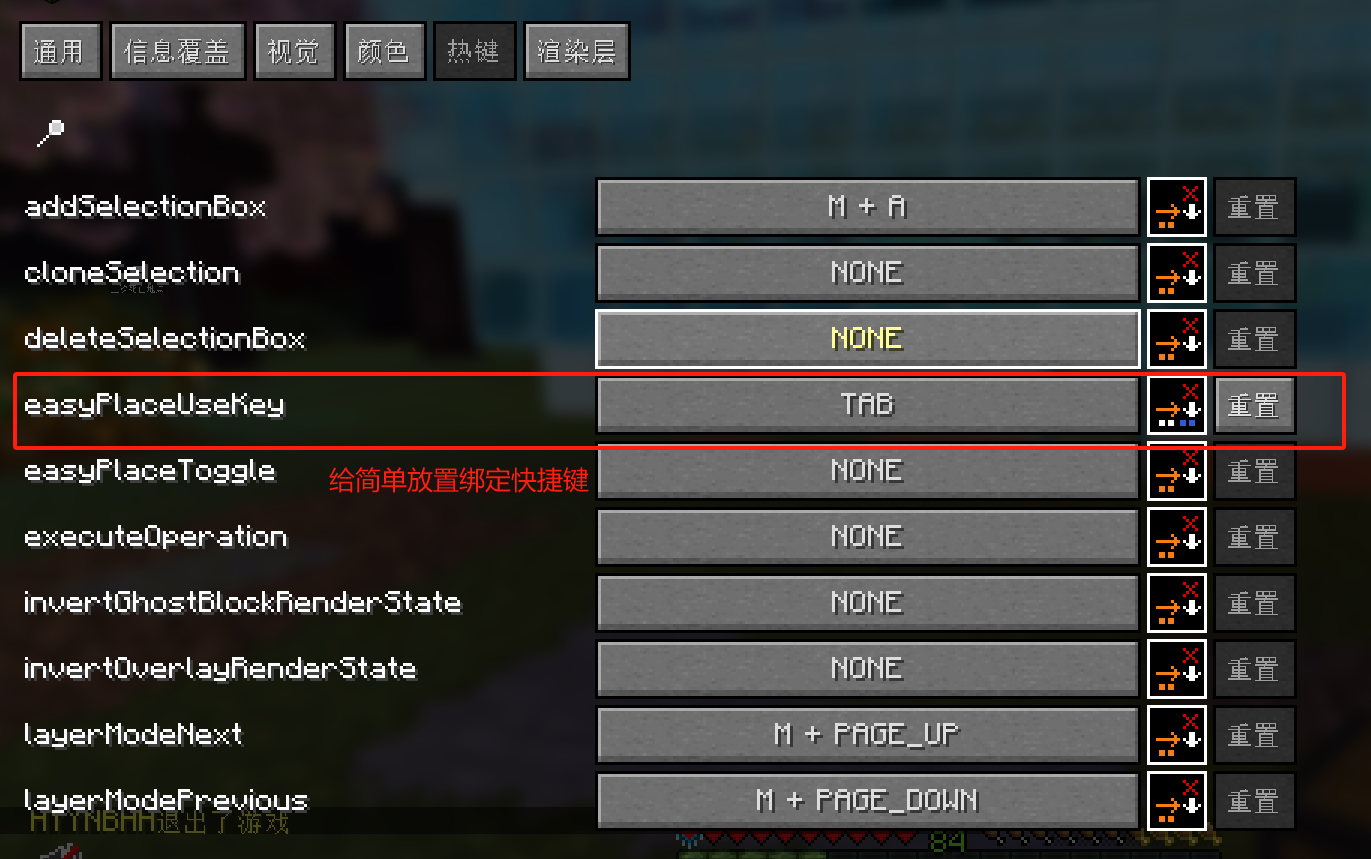 通用 信息覆盖 视觉 颜色 热键 渲染层
addSelectionBox M + A 重置
cloneSelection NONE 重置
deleteSelectionBox NONE 重置
easyPlaceUseKey TAB 重置
easyPlaceToggle 给简单放置绑定快捷键 NONE 重置
executeOperation NONE 重置
invertGhostBlockRenderState NONE 重置
invertOverlayRenderState NONE 重置
layerModeNext M + PAGE_UP 重置
layerModePrevious M + PAGE_DOWN 重置
退出了游戏
84